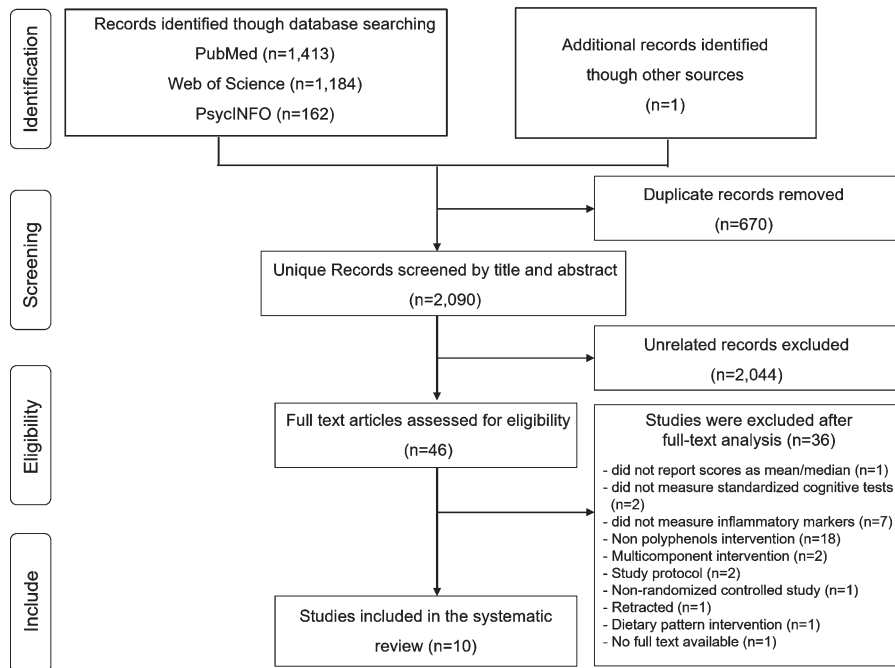 Identification
Records identified though database searching
PubMed (n=1,413)
Web of Science (n=1,184)
PsycINFO (n=162)
Additional records identified
though other sources
(n=1)
Screening
Duplicate records removed
(n=670)
Unique Records screened by title and abstract
(n=2,090)
Unrelated records excluded
(n=2,044)
Eligibility
Full text articles assessed for eligibility
(n=46)
Studies were excluded after
full-text analysis (n=36)
- did not report scores as mean/median (n=1)
- did not measure standardized cognitive tests
(n=2)
- did not measure inflammatory markers (n=7)
- Non polyphenols intervention (n=18)
- Multicomponent intervention (n=2)
- Study protocol (n=2)
- Non-randomized controlled study (n=1)
- Retracted (n=1)
- Dietary pattern intervention (n=1)
- No full text available (n=1)
Include
Studies included in the systematic
review (n=10)